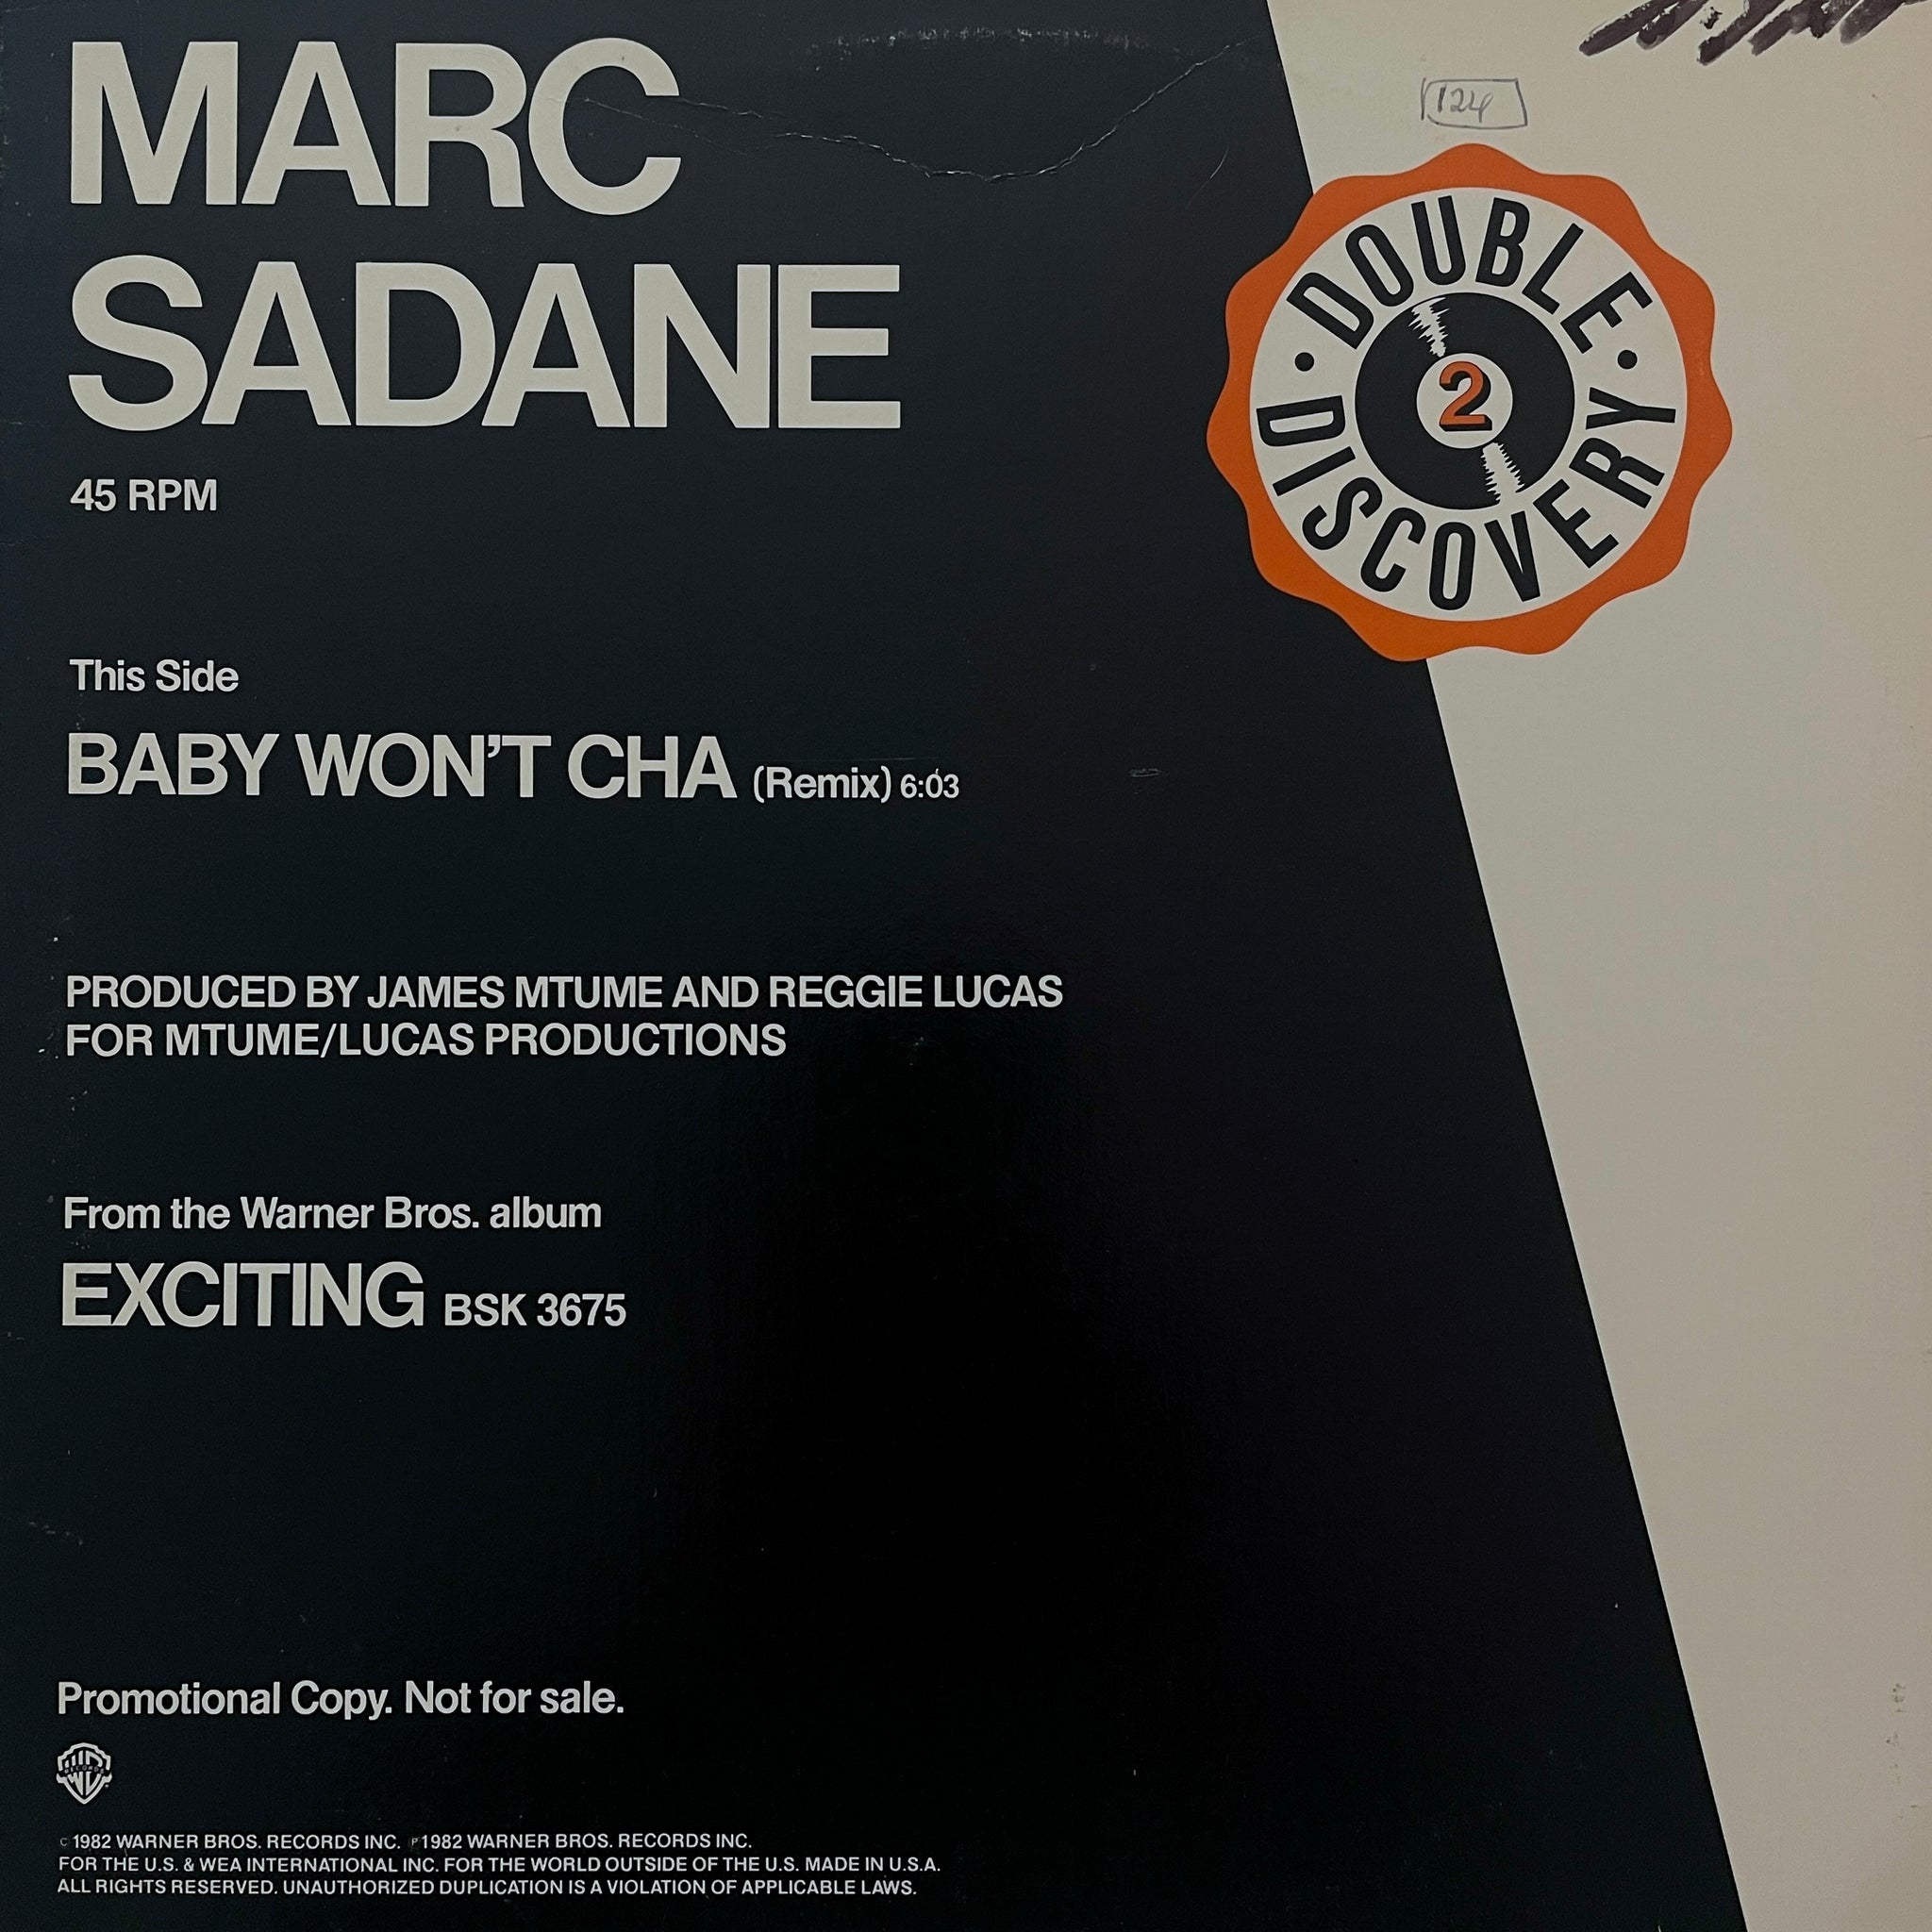 MARC
SADANE
45 RPM
124
DOUBLE
DISCOVERY
2
This Side
BABY WON'T CHA (Remix) 6:03
PRODUCED BY JAMES MTUME AND REGGIE LUCAS
FOR MTUME/LUCAS PRODUCTIONS
From the Warner Bros. album
EXCITING BSK 3675
Promotional Copy. Not for sale.
RECORDS
© 1982 WARNER BROS. RECORDS INC. ℗ 1982 WARNER BROS. RECORDS INC.
FOR THE U.S. & WEA INTERNATIONAL INC. FOR THE WORLD OUTSIDE OF THE U.S. MADE IN U.S.A.
ALL RIGHTS RESERVED. UNAUTHORIZED DUPLICATION IS A VIOLATION OF APPLICABLE LAWS.